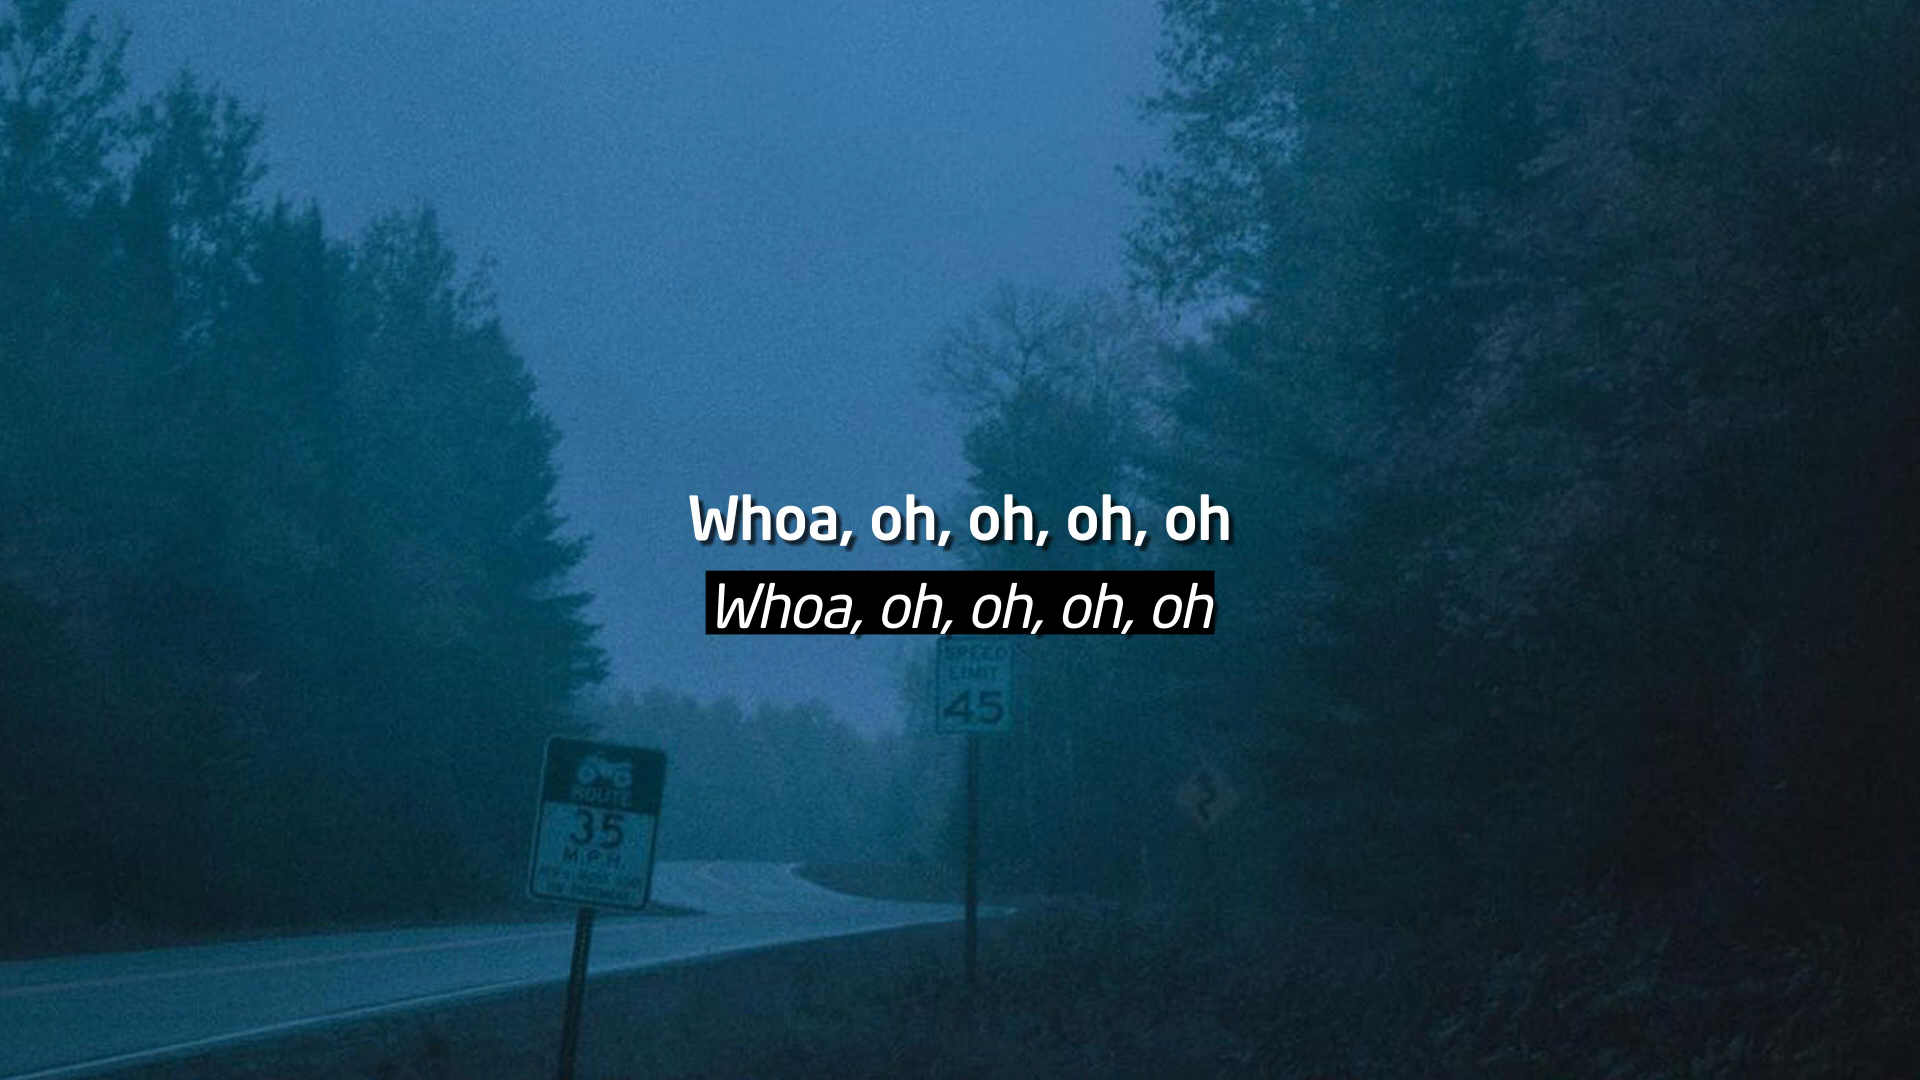 Whoa, oh, oh, oh, oh
Whoa, oh, oh, oh, oh
SPEED
LIMIT
45
ROUTE
35
M.P.H.